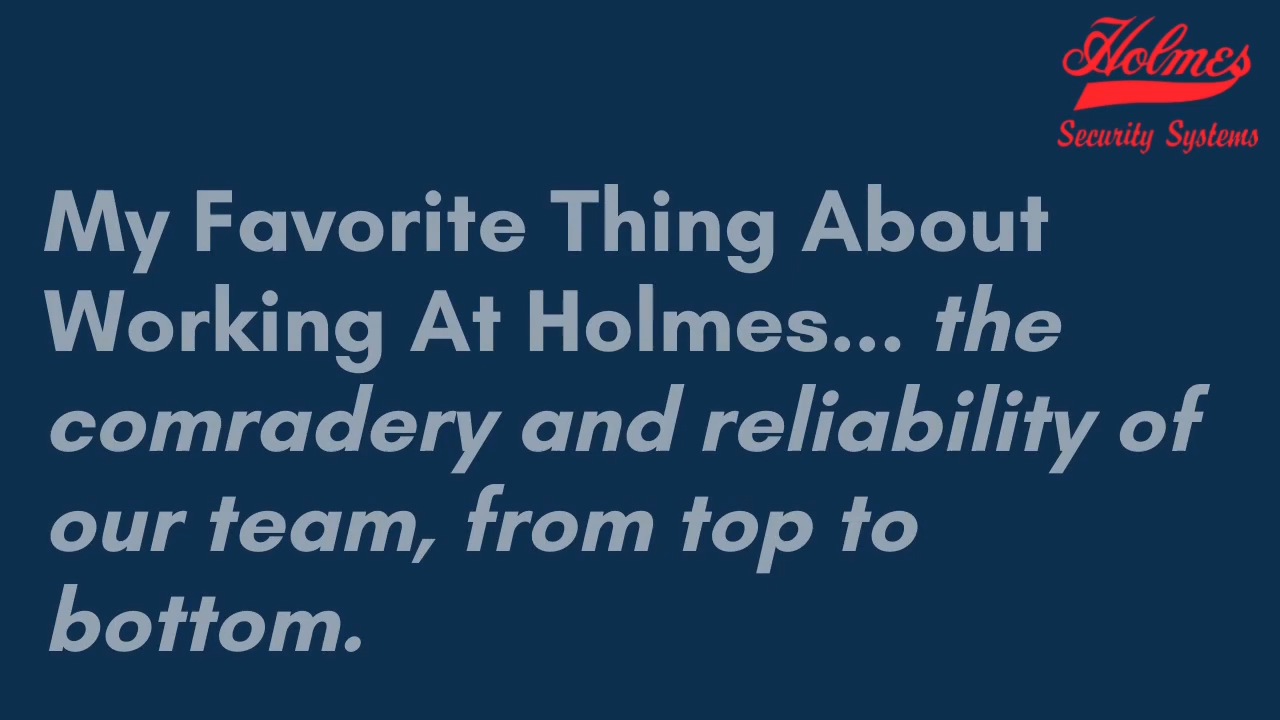 Holmes
Security Systems
My Favorite Thing About
Working At Holmes... the
comradery and reliability of
our team, from top to
bottom.